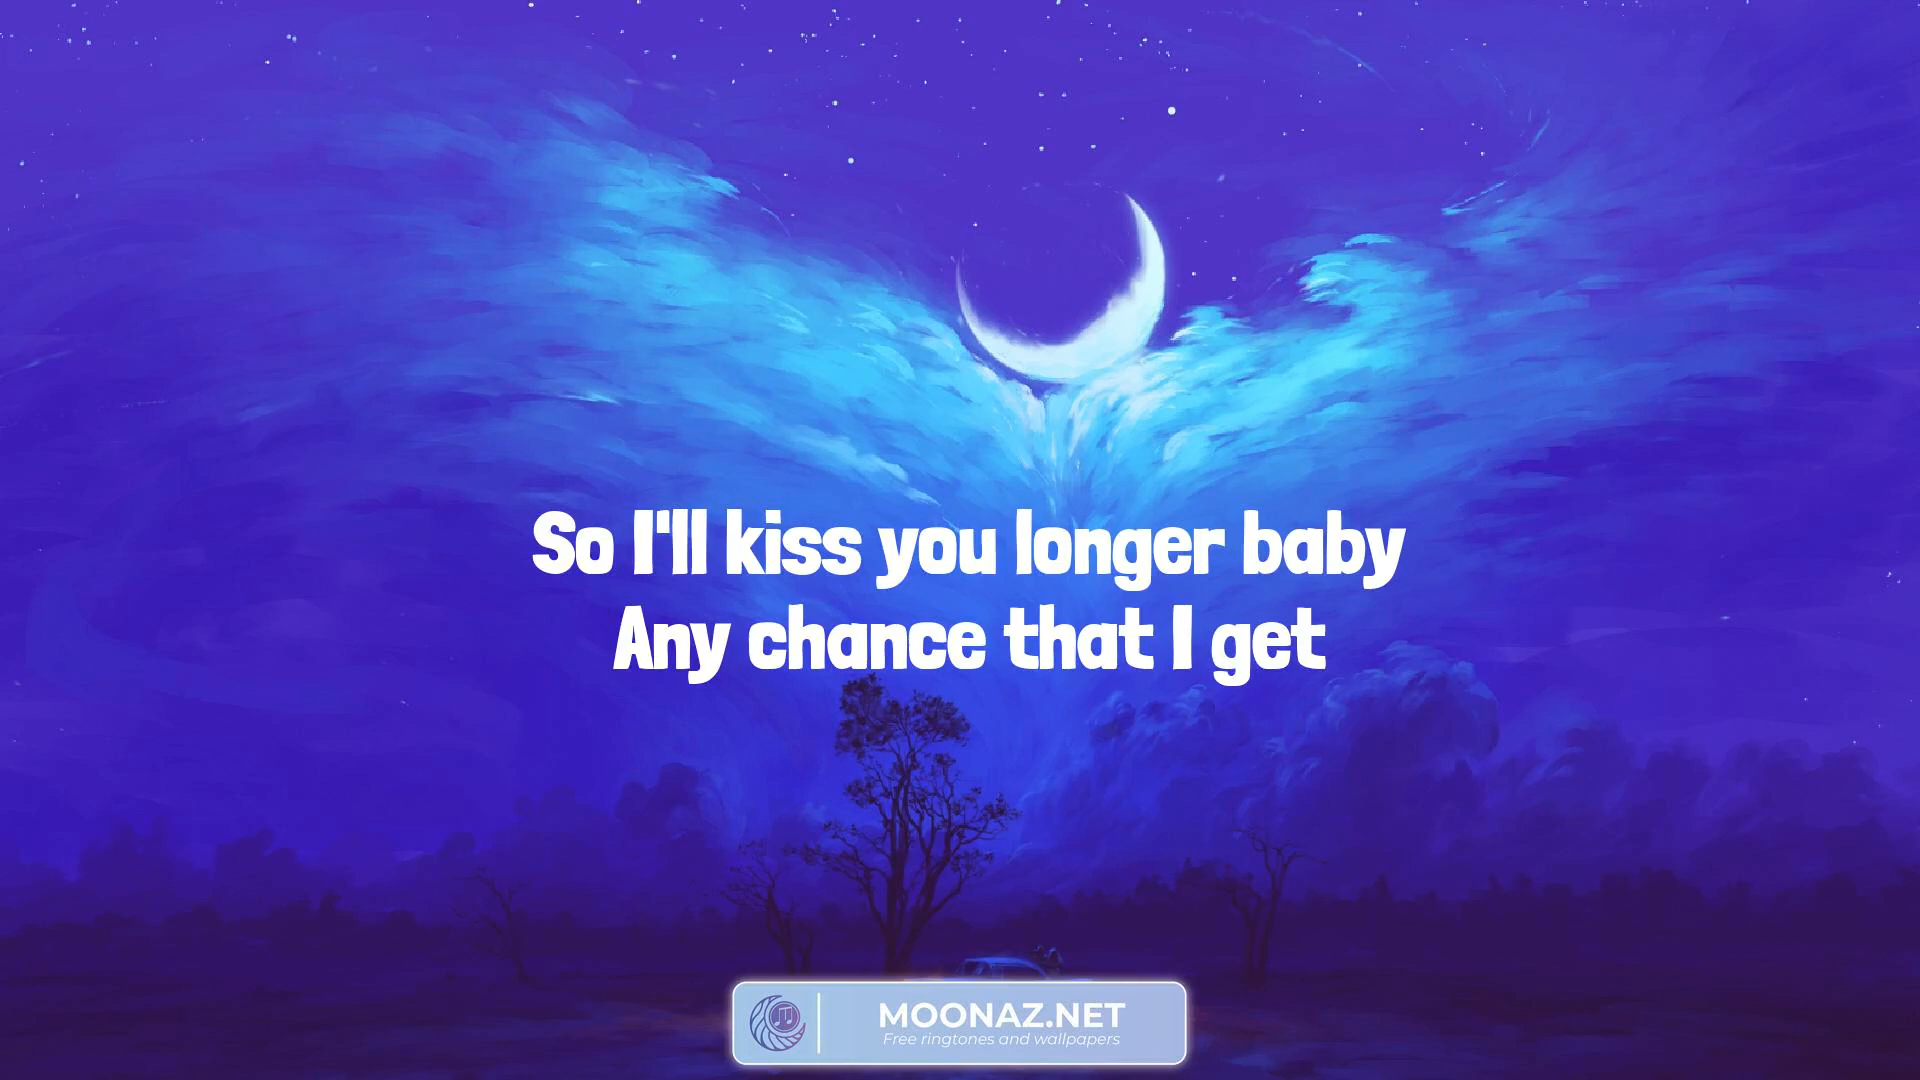 So I'll kiss you longer baby
Any chance that I get
MOONAZ.NET
Free ringtones and wallpapers